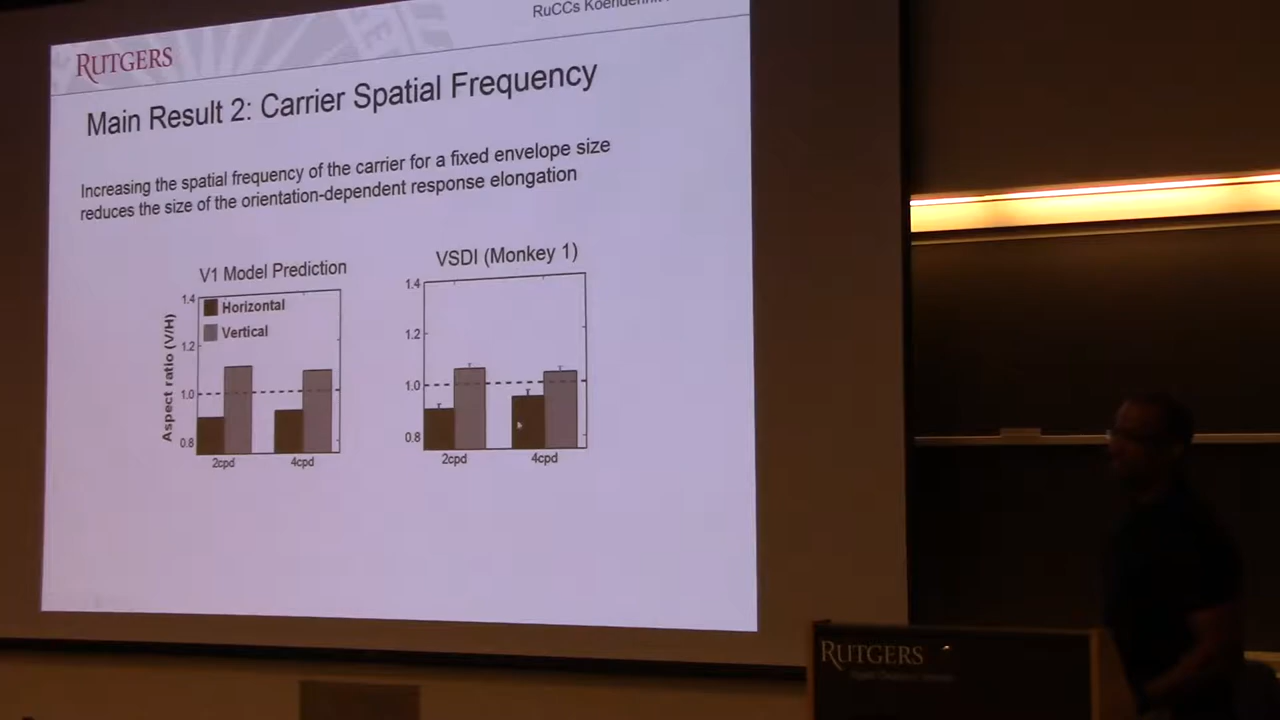 RuCCs
RUTGERS
Main Result 2: Carrier Spatial Frequency
Increasing the spatial frequency of the carrier for a fixed envelope size
reduces the size of the orientation-dependent response elongation
V1 Model Prediction
VSDI (Monkey 1)
Aspect ratio (V/H)
1.4
1.2
1.0
0.8
Horizontal
Vertical
2cpd 4cpd
1.4
1.2
1.0
0.8
2cpd 4cpd
RUTGERS